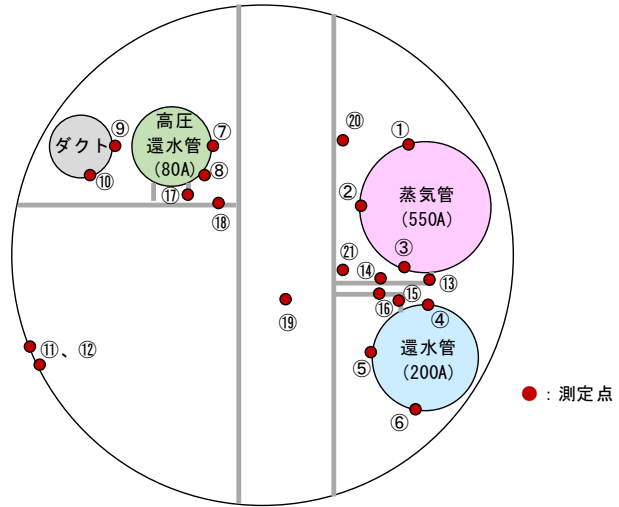 ⑳
①
高圧
還水管
(80A)
⑦
⑨
ダクト
⑧
⑩
⑰
⑱
②
蒸気管
(550A)
③
㉑
⑭
⑬
⑮
⑯
④
⑲
還水管
(200A)
⑤
⑥
⑪、⑫
●：測定点